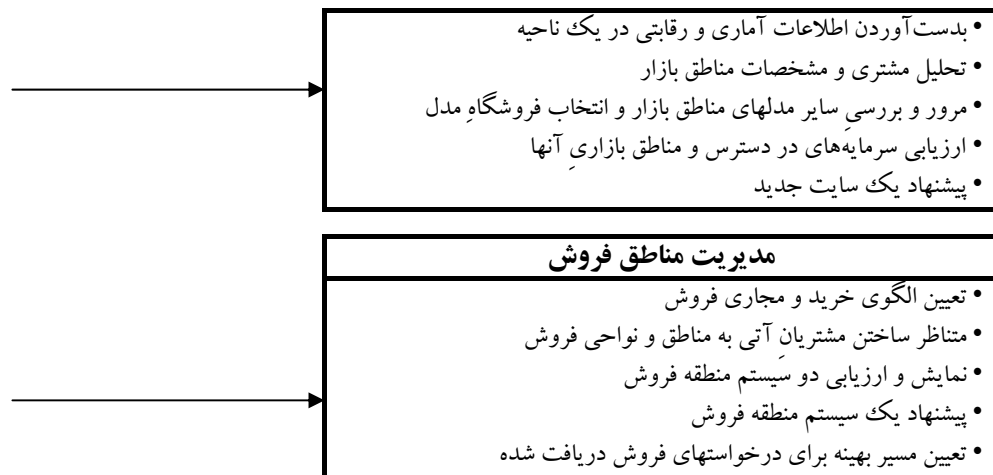 • بدست‌آوردن اطلاعات آماری و رقابتی در یک ناحیه
• تحلیل مشتری و مشخصات مناطق بازار
• مرور و بررسیِ سایر مدلهای مناطق بازار و انتخاب فروشگاهِ مدل
• ارزیابی سرمایه‌های در دسترس و مناطق بازاریِ آنها
• پیشنهاد یک سایت جدید
مدیریت مناطق فروش
• تعیین الگوی خرید و مجاری فروش
• متناظر ساختن مشتریانِ آتی به مناطق و نواحی فروش
• نمایش و ارزیابی دو سیستم منطقه فروش
• پیشنهاد یک سیستم منطقه فروش
• تعیین مسیر بهینه برای درخواستهای فروش دریافت شده